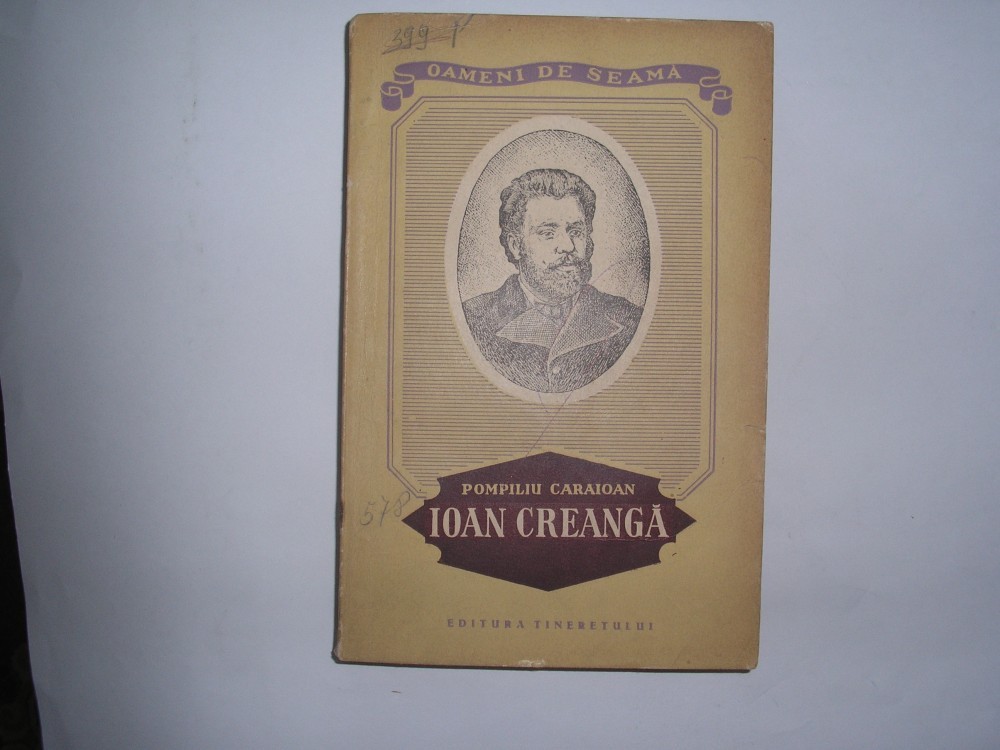 399
OAMENI DE SEAMĂ
POMPILIU CARAIOAN
IOAN CREANGĂ
578
EDITURA TINERETULUI